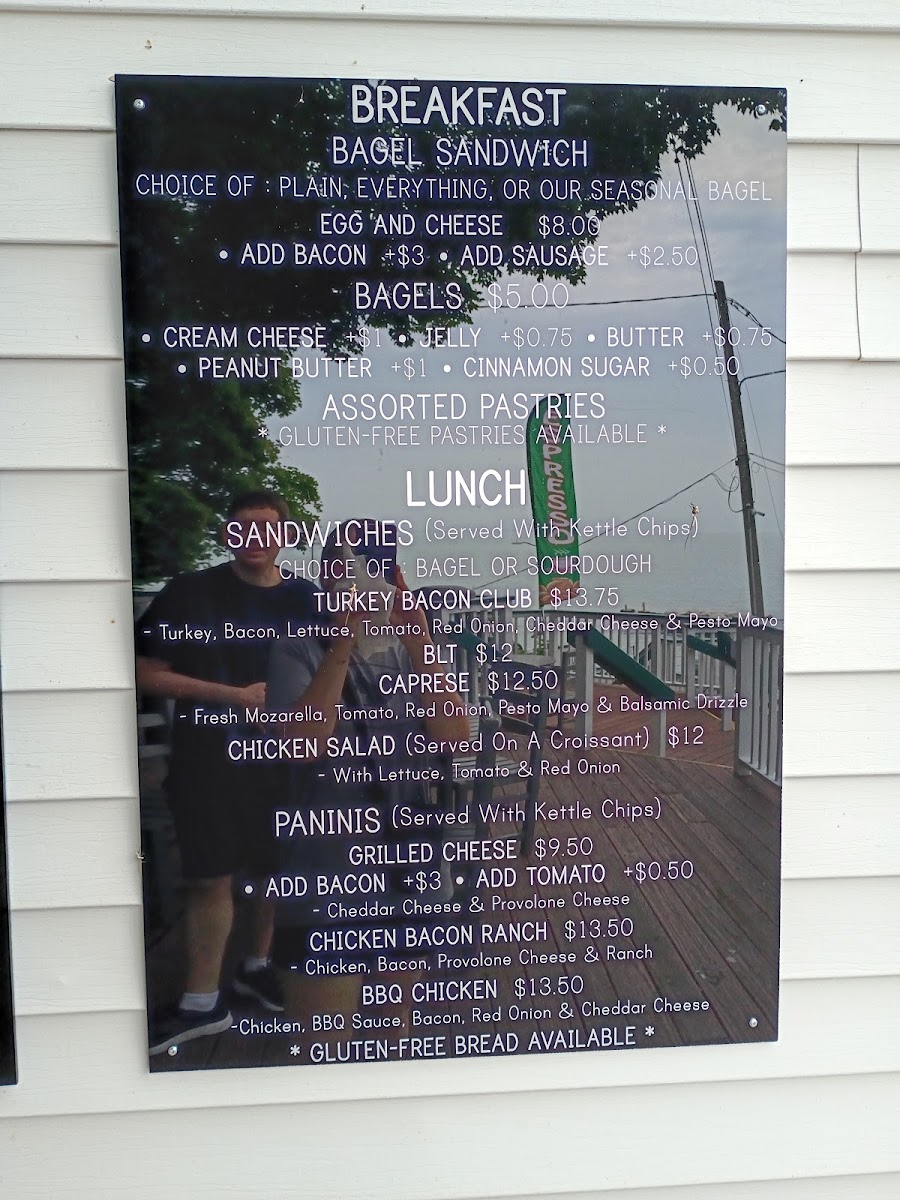 BREAKFAST
BAGEL SANDWICH
CHOICE OF : PLAIN, EVERYTHING, OR OUR SEASONAL BAGEL
EGG AND CHEESE $8.00
• ADD BACON +$3 • ADD SAUSAGE +$2.50
BAGELS $5.00
• CREAM CHEESE +$1 • JELLY +$0.75 • BUTTER +$0.75
• PEANUT BUTTER +$1 • CINNAMON SUGAR +$0.50
ASSORTED PASTRIES
* GLUTEN-FREE PASTRIES AVAILABLE *
LUNCH
SANDWICHES (Served With Kettle Chips)
CHOICE OF : BAGEL OR SOURDOUGH
TURKEY BACON CLUB $13.75
- Turkey, Bacon, Lettuce, Tomato, Red Onion, Cheddar Cheese & Pesto Mayo
BLT $12
CAPRESE $12.50
- Fresh Mozarella, Tomato, Red Onion, Pesto Mayo & Balsamic Drizzle
CHICKEN SALAD (Served On A Croissant) $12
- With Lettuce, Tomato & Red Onion
PANINIS (Served With Kettle Chips)
GRILLED CHEESE $9.50
• ADD BACON +$3 • ADD TOMATO +$0.50
- Cheddar Cheese & Provolone Cheese
CHICKEN BACON RANCH $13.50
- Chicken, Bacon, Provolone Cheese & Ranch
BBQ CHICKEN $13.50
-Chicken, BBQ Sauce, Bacon, Red Onion & Cheddar Cheese
* GLUTEN-FREE BREAD AVAILABLE *
ESPRESSO